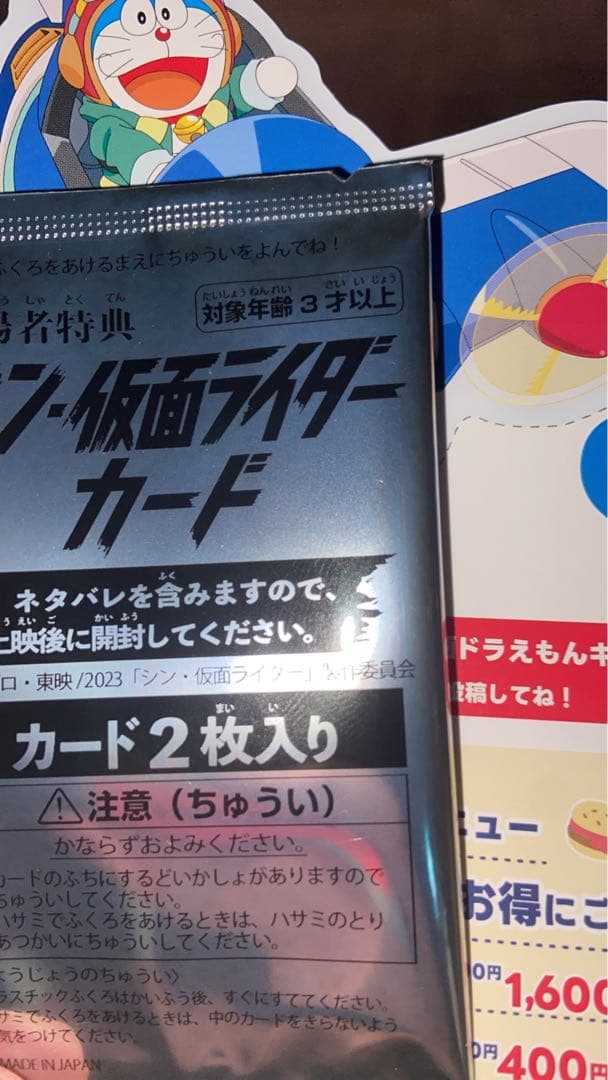 ふくろをあけるまえにちゅういをよんでね！
場者特典
対象年齢 3 才以上
シン・仮面ライダー
カード
ネタバレを含みますので、
上映後に開封してください。
ロ・東映/2023「シン・仮面ライダー」製作委員会
カード2枚入り
⚠注意（ちゅうい）
かならずおよみください。
カードのふちにするどいかしょがありますので
ちゅういしてください。
ハサミでふくろをあけるときは、ハサミのとり
あつかいにちゅういしてください。
ようじょうのちゅうい〉
ラスチックふくろはかいふう後、すぐにすててください。
サミでふくろをあけるときは、中のカードをきらないよう
気をつけてください。
MADE IN JAPAN
『ドラえもんキ
投稿してね！
ニュー
お得にご
00円 1,600
0円 400円